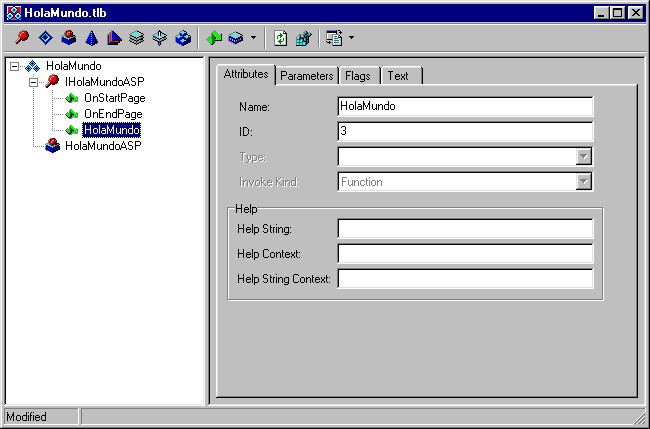 HolaMundo.tlb
HolaMundo
IHolaMundoASP
OnStartPage
OnEndPage
HolaMundo
HolaMundoASP
Attributes Parameters Flags Text
Name: HolaMundo
ID: 3
Type:
Invoke Kind: Function
Help
Help String:
Help Context:
Help String Context:
Modified